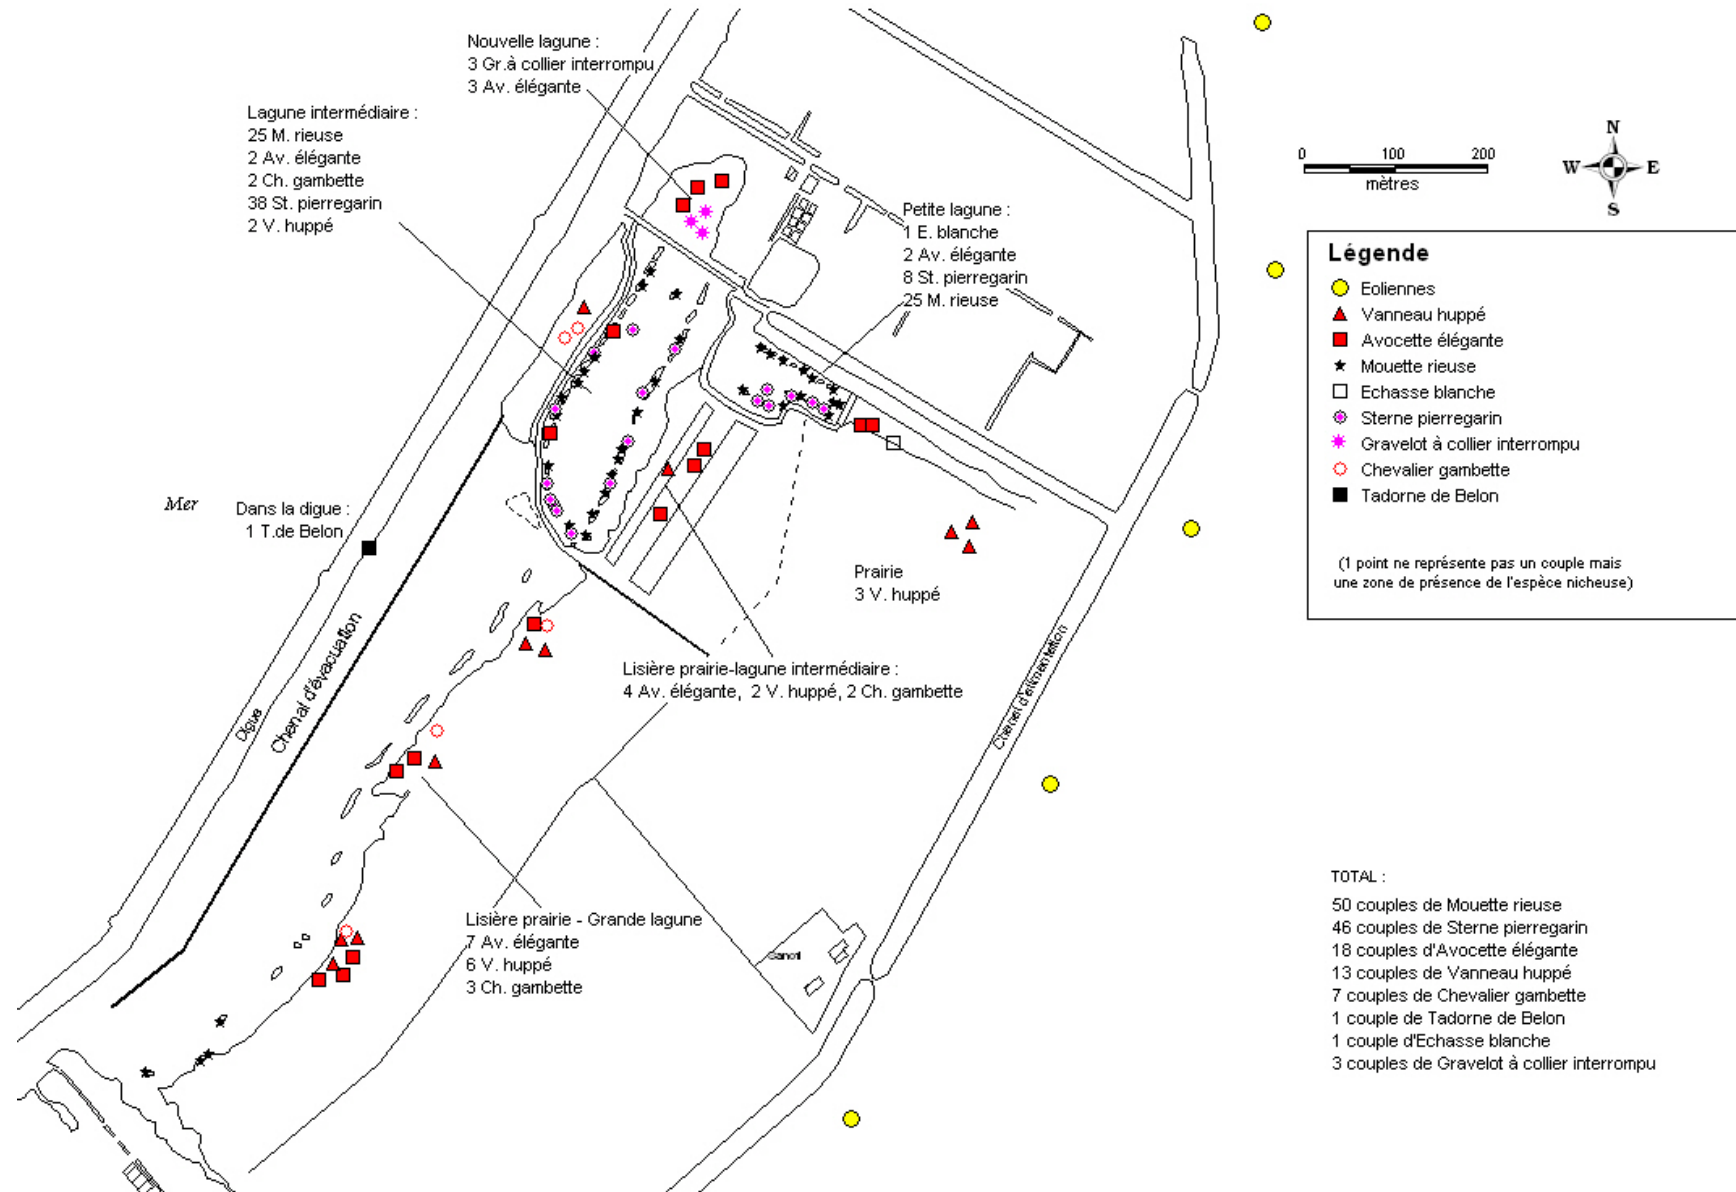 Nouvelle lagune :
3 Gr.à collier interrompu
3 Av. élégante
Lagune intermédiaire :
25 M. rieuse
2 Av. élégante
2 Ch. gambette
38 St. pierregarin
2 V. huppé
Petite lagune :
1 E. blanche
2 Av. élégante
8 St. pierregarin
25 M. rieuse
0 100 200
mètres
N
W E
S
Légende
Eoliennes
Vanneau huppé
Avocette élégante
Mouette rieuse
Echasse blanche
Sterne pierregarin
Gravelot à collier interrompu
Chevalier gambette
Tadorne de Belon
(1 point ne représente pas un couple mais
une zone de présence de l'espèce nicheuse)
Mer
Dans la digue :
1 T.de Belon
Prairie
3 V. huppé
Lisière prairie-lagune intermédiaire :
4 Av. élégante, 2 V. huppé, 2 Ch. gambette
Digue
Chenal d'évacuation
Chenal d'alimentation
Lisière prairie - Grande lagune
7 Av. élégante
6 V. huppé
3 Ch. gambette
TOTAL :
50 couples de Mouette rieuse
46 couples de Sterne pierregarin
18 couples d'Avocette élégante
13 couples de Vanneau huppé
7 couples de Chevalier gambette
1 couple de Tadorne de Belon
1 couple d'Echasse blanche
3 couples de Gravelot à collier interrompu